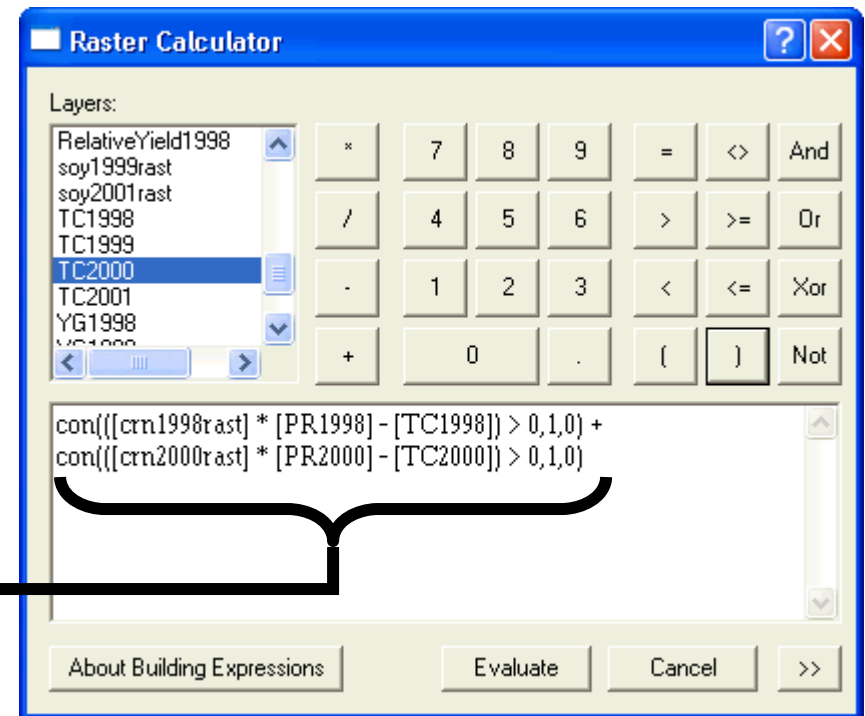 Raster Calculator
Layers:
RelativeYield1998
soy1999rast
soy2001rast
TC1998
TC1999
TC2000
TC2001
YG1998
* 7 8 9 = <> And
/ 4 5 6 > >= Or
- 1 2 3 < <= Xor
+ 0 . ( ) Not
con(([crn1998rast] * [PR1998] - [TC1998]) > 0,1,0) +
con(([crn2000rast] * [PR2000] - [TC2000]) > 0,1,0)
About Building Expressions Evaluate Cancel >>